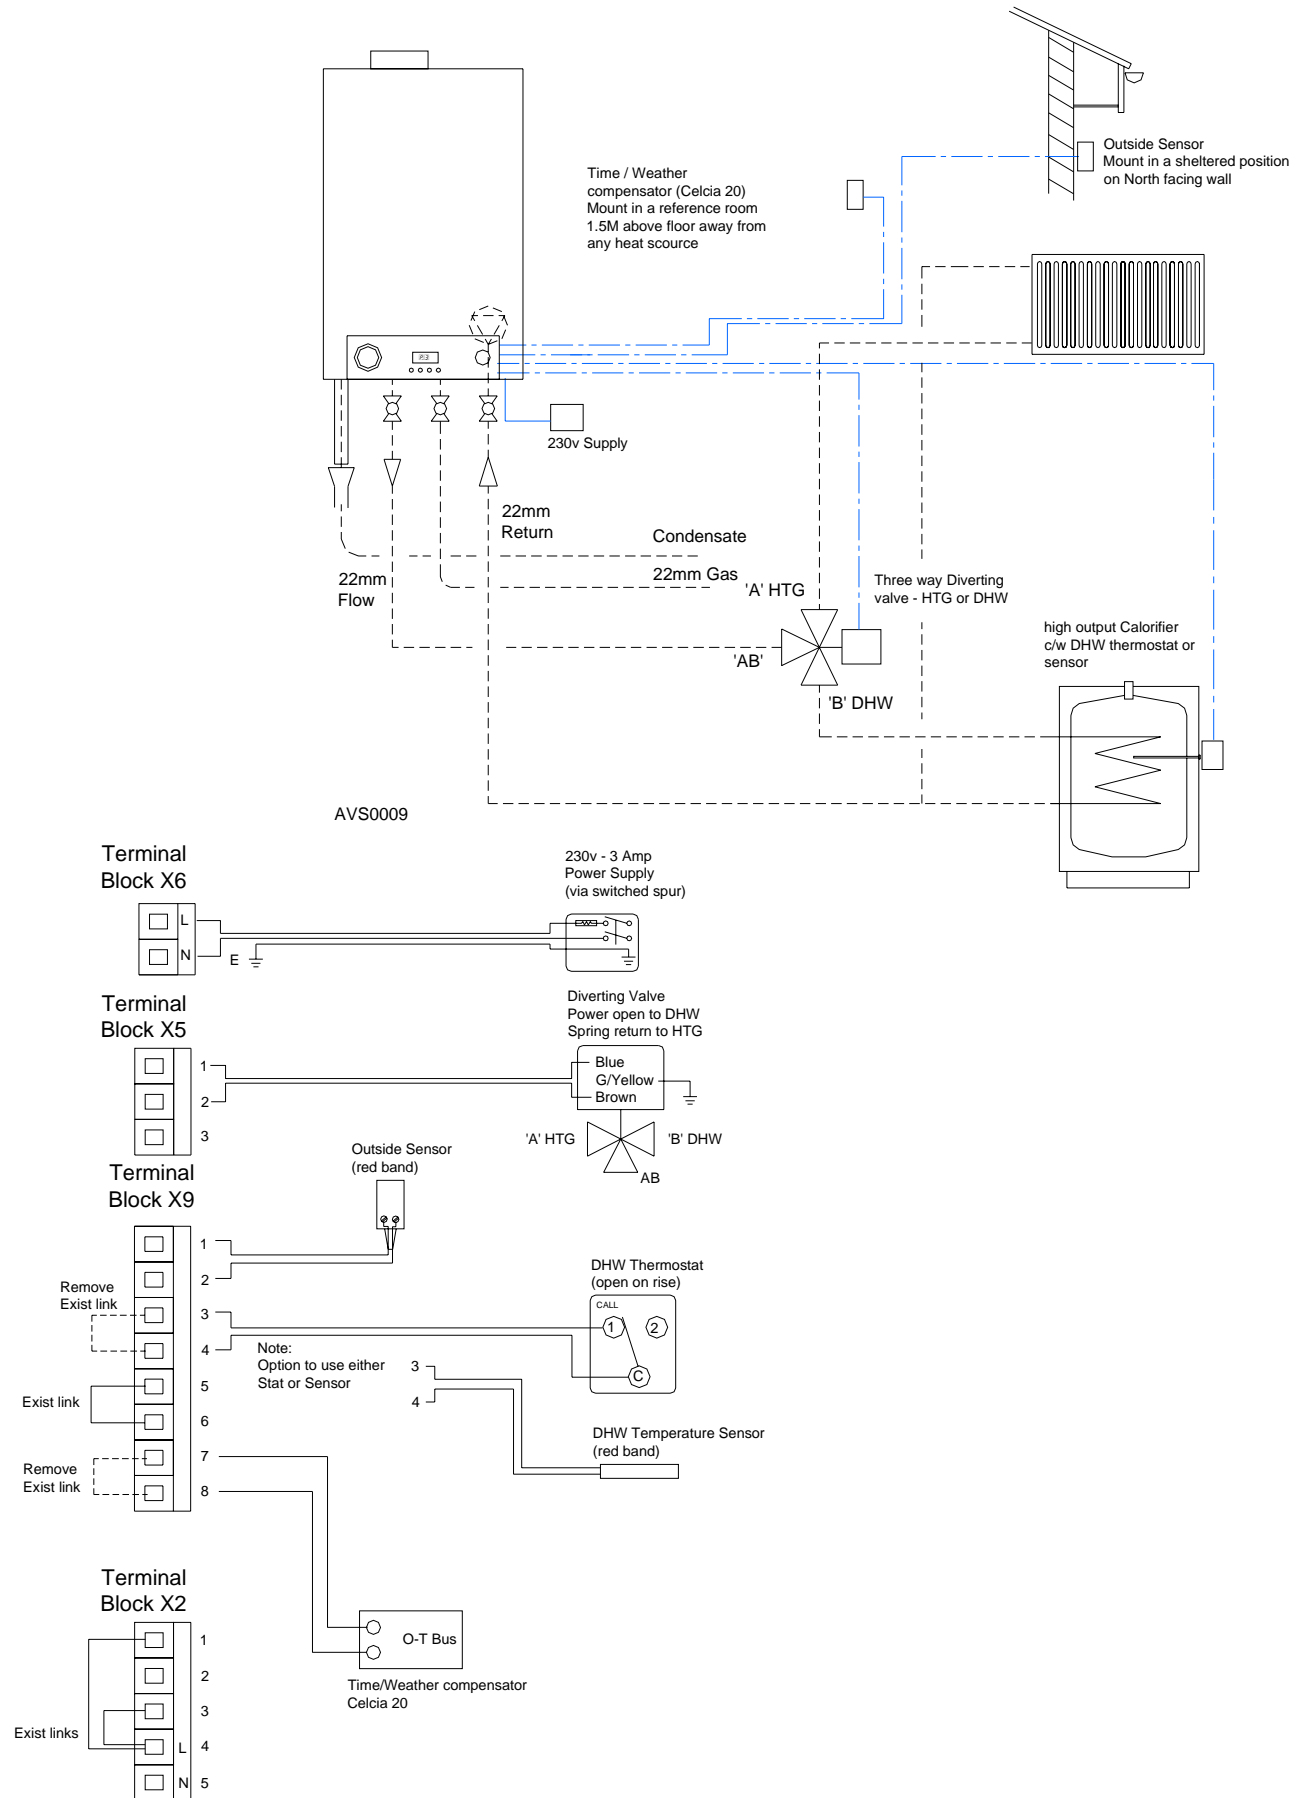 Outside Sensor
Mount in a sheltered position
on North facing wall
Time / Weather
compensator (Celcia 20)
Mount in a reference room
1.5M above floor away from
any heat scource
230v Supply
22mm
Return
Condensate
22mm
Flow
22mm Gas
'A' HTG
Three way Diverting
valve - HTG or DHW
'AB'
'B' DHW
high output Calorifier
c/w DHW thermostat or
sensor
AVS0009
Terminal
Block X6
L
N
E
230v - 3 Amp
Power Supply
(via switched spur)
Terminal
Block X5
1
2
3
Diverting Valve
Power open to DHW
Spring return to HTG
Blue
G/Yellow
Brown
'A' HTG
'B' DHW
AB
Terminal
Block X9
Outside Sensor
(red band)
1
2
3
4
5
6
7
8
Remove
Exist link
Exist link
Remove
Exist link
DHW Thermostat
(open on rise)
CALL
1
2
C
Note:
Option to use either
Stat or Sensor
3
4
DHW Temperature Sensor
(red band)
Terminal
Block X2
1
2
3
L 4
N 5
Exist links
O-T Bus
Time/Weather compensator
Celcia 20